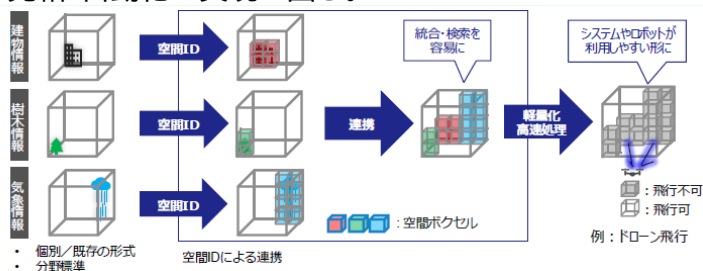 建物情報
空間ID
樹木情報
空間ID
気象情報
空間ID
連携
統合・検索を
容易に
軽量化
高速処理
システムやロボットが
利用しやすい形に
：空間ボクセル
：飛行不可
：飛行可
例：ドローン飛行
・ 個別／既存の形式
・ 分野標準
空間IDによる連携